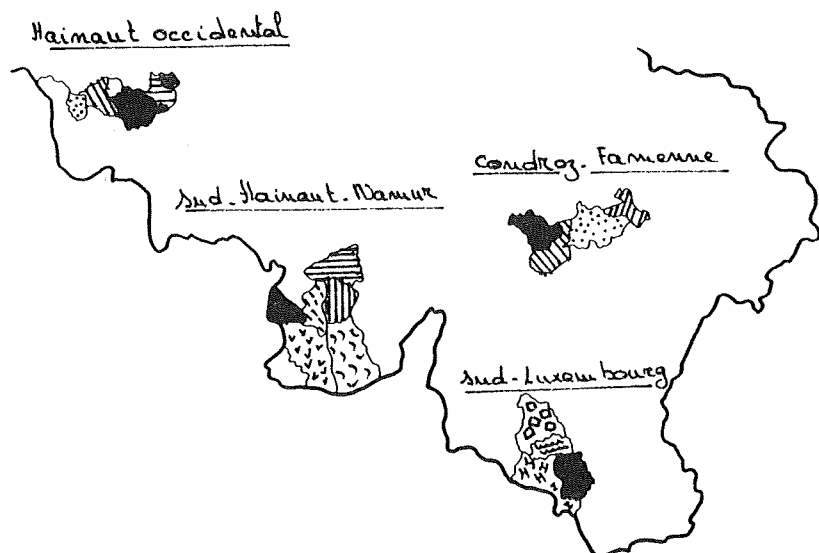 Hainaut occidental
Condroz-Famenne
Sud-Hainaut-Namur
Sud-Luxembourg